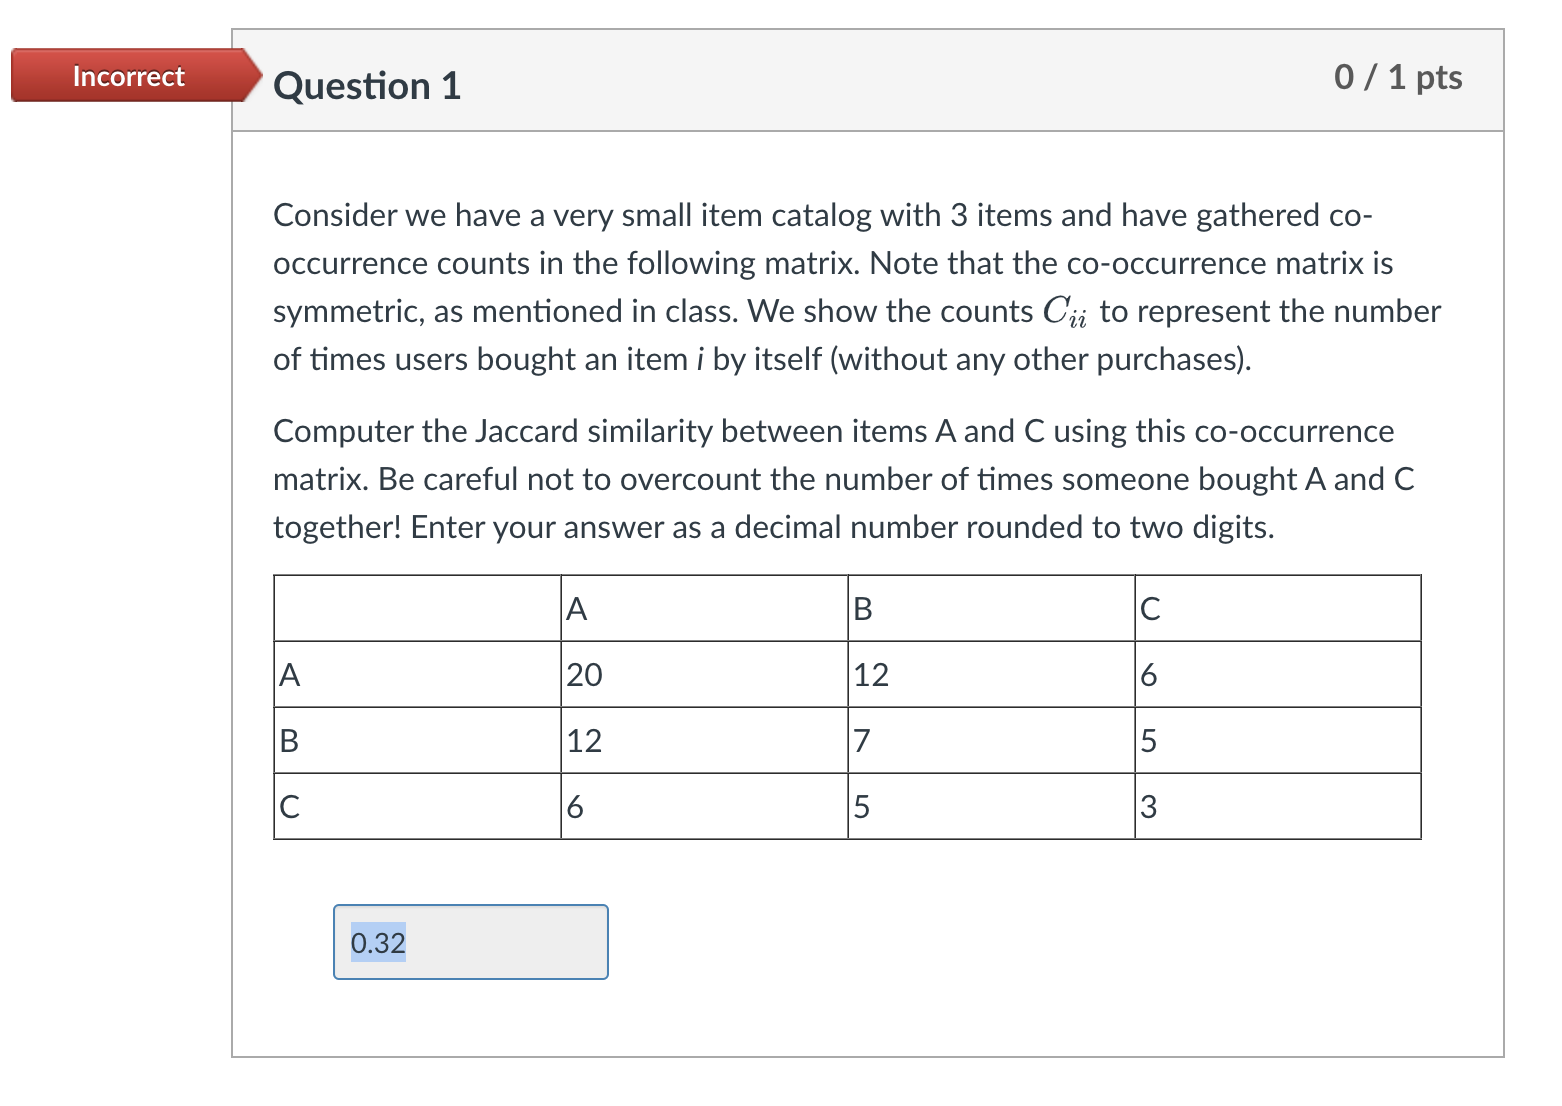 Incorrect
Question 1
0 / 1 pts
Consider we have a very small item catalog with 3 items and have gathered co-
occurrence counts in the following matrix. Note that the co-occurrence matrix is
symmetric, as mentioned in class. We show the counts C_{ii} to represent the number
of times users bought an item i by itself (without any other purchases).
Computer the Jaccard similarity between items A and C using this co-occurrence
matrix. Be careful not to overcount the number of times someone bought A and C
together! Enter your answer as a decimal number rounded to two digits.
A B C
A 20 12 6
B 12 7 5
C 6 5 3
0.32